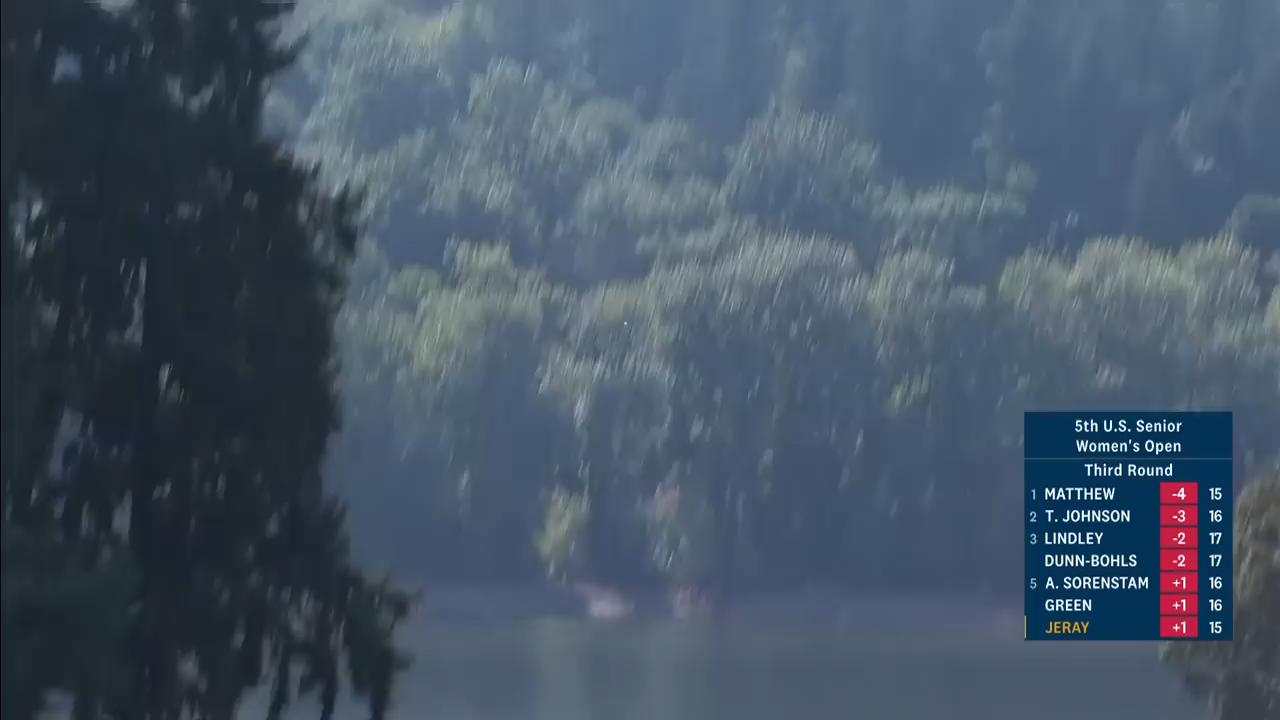 5th U.S. Senior
Women's Open
Third Round
1 MATTHEW -4 15
2 T. JOHNSON -3 16
3 LINDLEY -2 17
DUNN-BOHLS -2 17
5 A. SORENSTAM +1 16
GREEN +1 16
JERAY +1 15